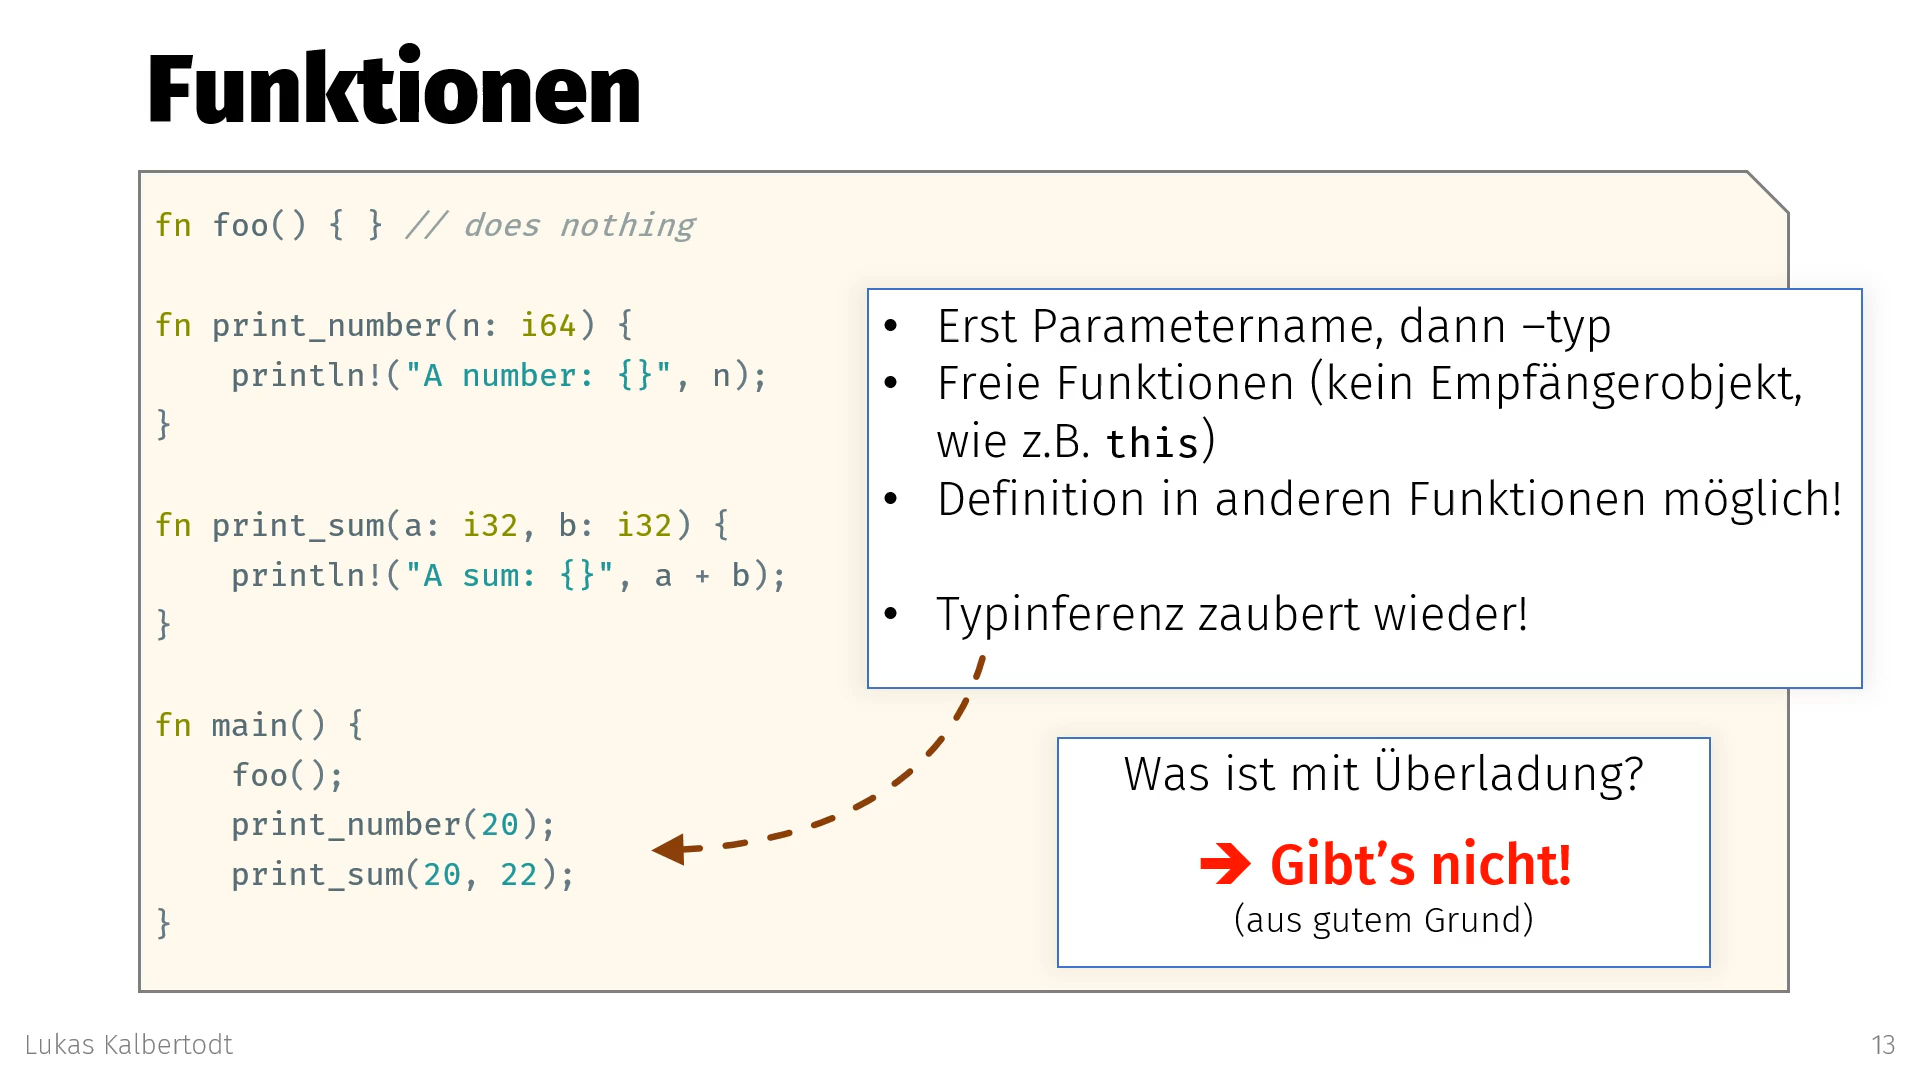 Funktionen
fn foo() { } // does nothing
fn print_number(n: i64) {
    println!("A number: {}", n);
}
fn print_sum(a: i32, b: i32) {
    println!("A sum: {}", a + b);
}
fn main() {
    foo();
    print_number(20);
    print_sum(20, 22);
}
• Erst Parametername, dann –typ
• Freie Funktionen (kein Empfängerobjekt,
wie z.B. this)
• Definition in anderen Funktionen möglich!
• Typinferenz zaubert wieder!
Was ist mit Überladung?
➔ Gibt's nicht!
(aus gutem Grund)
Lukas Kalbertodt
13